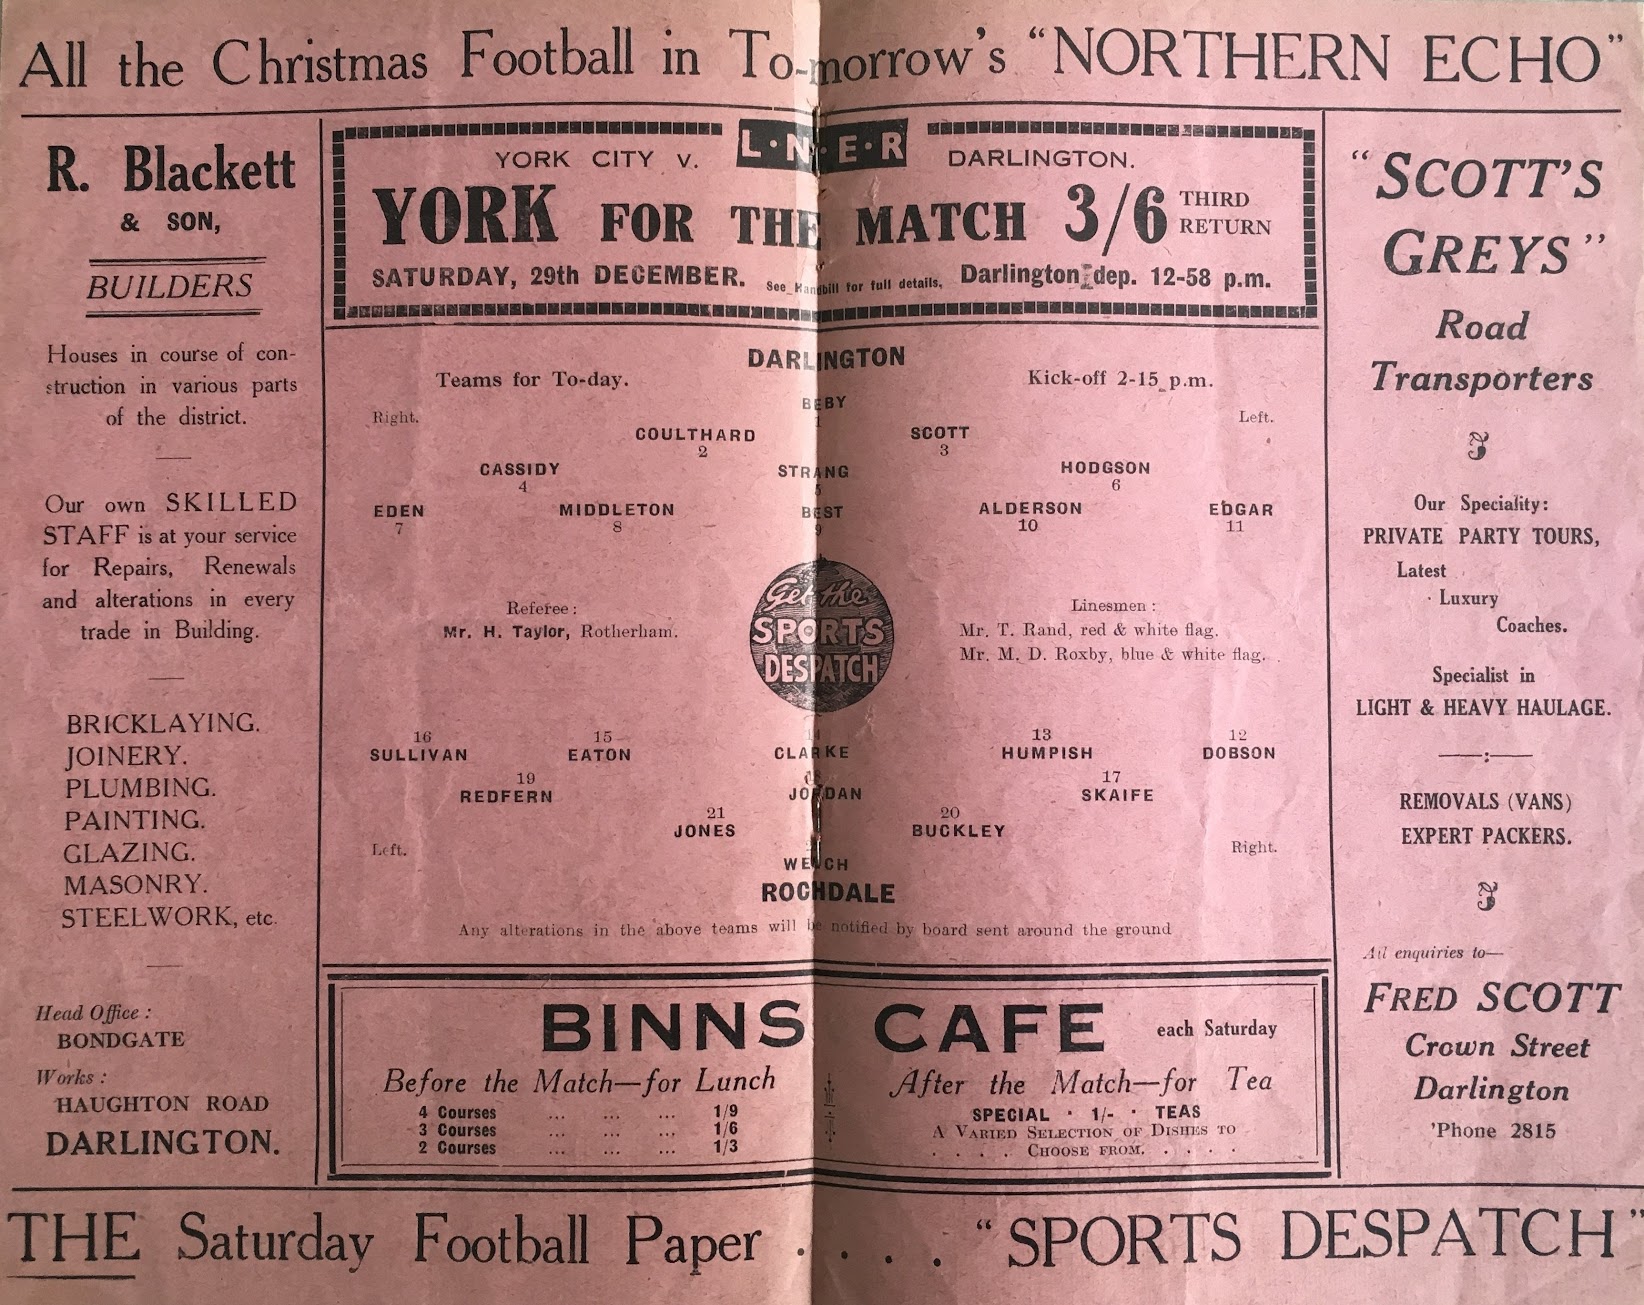 All the Christmas Football in To-morrow's "NORTHERN ECHO"
R. Blackett
& SON,
BUILDERS
Houses in course of con-
struction in various parts
of the district.
Our own SKILLED
STAFF is at your service
for Repairs, Renewals
and alterations in every
trade in Building.
BRICKLAYING.
JOINERY.
PLUMBING.
PAINTING.
GLAZING.
MASONRY.
STEELWORK, etc.
Head Office :
BONDGATE
Works :
HAUGHTON ROAD
DARLINGTON.
L·N·E·R
YORK CITY v. DARLINGTON.
YORK FOR THE MATCH 3/6 THIRD RETURN
SATURDAY, 29th DECEMBER. See Handbill for full details, Darlington dep. 12-58 p.m.
DARLINGTON
Teams for To-day. Kick-off 2-15 p.m.
BEBY
Right. 1 Left.
COULTHARD SCOTT
2 3
CASSIDY STRANG HODGSON
4 5 6
EDEN MIDDLETON BEST ALDERSON EDGAR
7 8 9 10 11
Get the
SPORTS
DESPATCH
Referee :
Mr. H. Taylor, Rotherham.
Linesmen :
Mr. T. Rand, red & white flag.
Mr. M. D. Roxby, blue & white flag.
16 15 14 13 12
SULLIVAN EATON CLARKE HUMPISH DOBSON
19 18 17
REDFERN JORDAN SKAIFE
21 20
JONES BUCKLEY
Left. Right.
WELCH
ROCHDALE
Any alterations in the above teams will be notified by board sent around the ground
BINNS CAFE each Saturday
Before the Match—for Lunch
4 Courses ... ... ... 1/9
3 Courses ... ... ... 1/6
2 Courses ... ... ... 1/3
After the Match—for Tea
SPECIAL · 1/- · TEAS
A VARIED SELECTION OF DISHES TO
. . . . CHOOSE FROM. . . . .
"SCOTT'S
GREYS"
Road
Transporters
Our Speciality:
PRIVATE PARTY TOURS,
Latest
Luxury
Coaches.
Specialist in
LIGHT & HEAVY HAULAGE.
REMOVALS (VANS)
EXPERT PACKERS.
All enquiries to—
FRED SCOTT
Crown Street
Darlington
'Phone 2815
THE Saturday Football Paper . . . . "SPORTS DESPATCH"